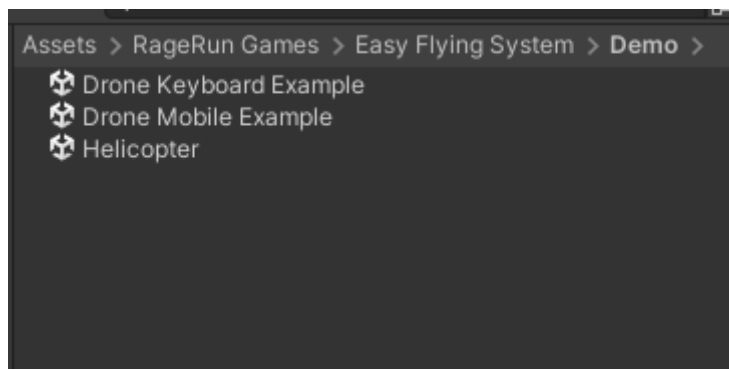 Assets > RageRun Games > Easy Flying System > Demo >
Drone Keyboard Example
Drone Mobile Example
Helicopter